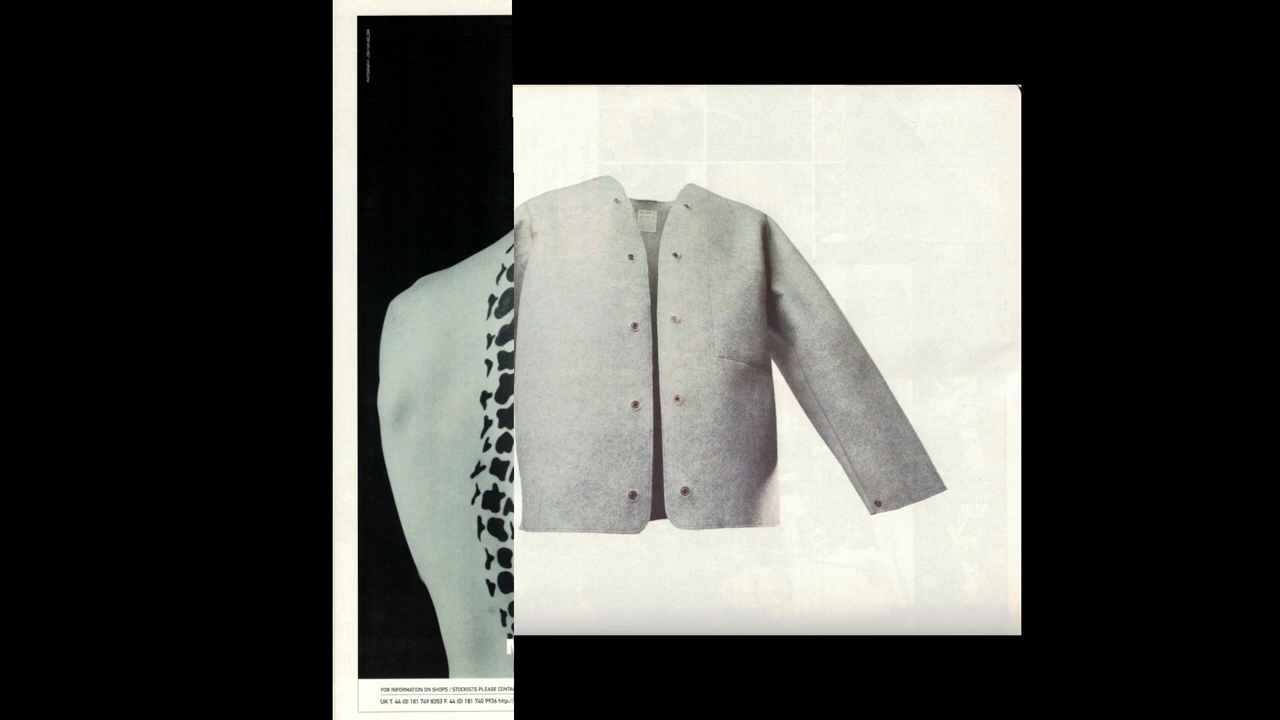 FOR INFORMATION ON SHOPS / STOCKISTS PLEASE CONTA
UK T. 44 (0) 181 749 8353 F. 44 (0) 181 740 9936 http:/